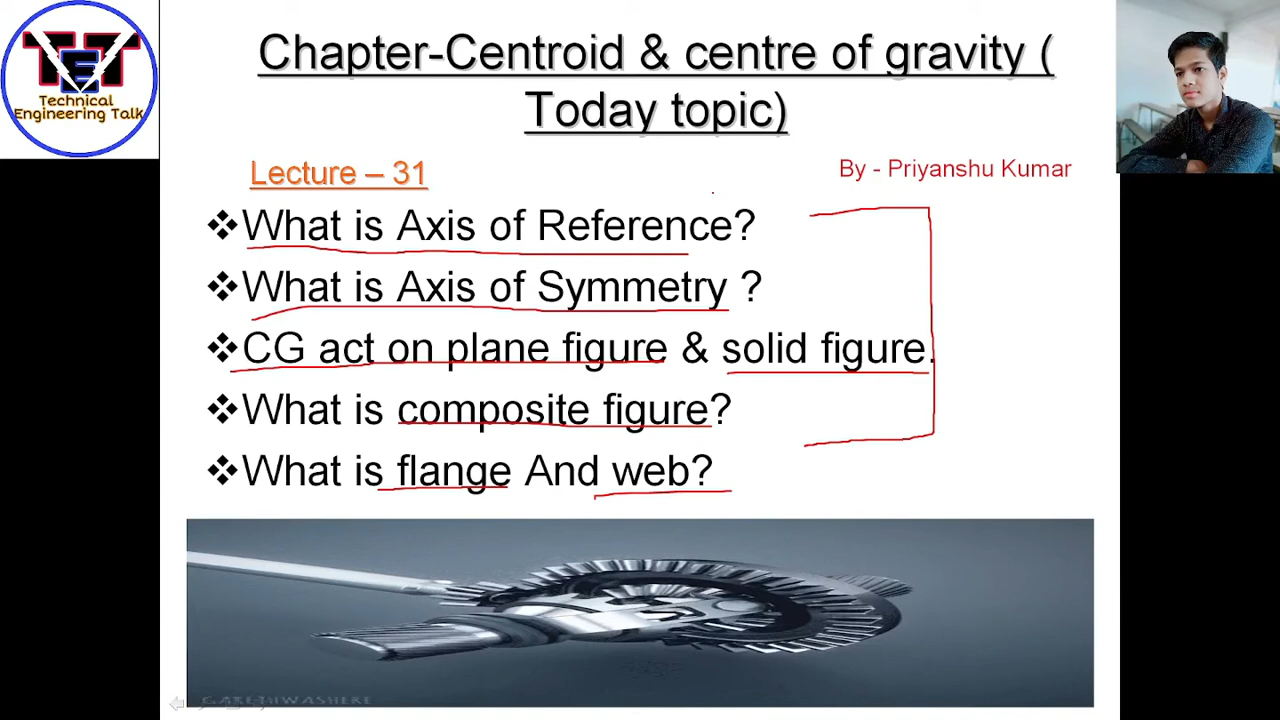 TET
Technical
Engineering Talk
Chapter-Centroid & centre of gravity (
Today topic)
Lecture – 31
By - Priyanshu Kumar
❖What is Axis of Reference?
❖What is Axis of Symmetry ?
❖CG act on plane figure & solid figure.
❖What is composite figure?
❖What is flange And web?
GARETHWASHERE